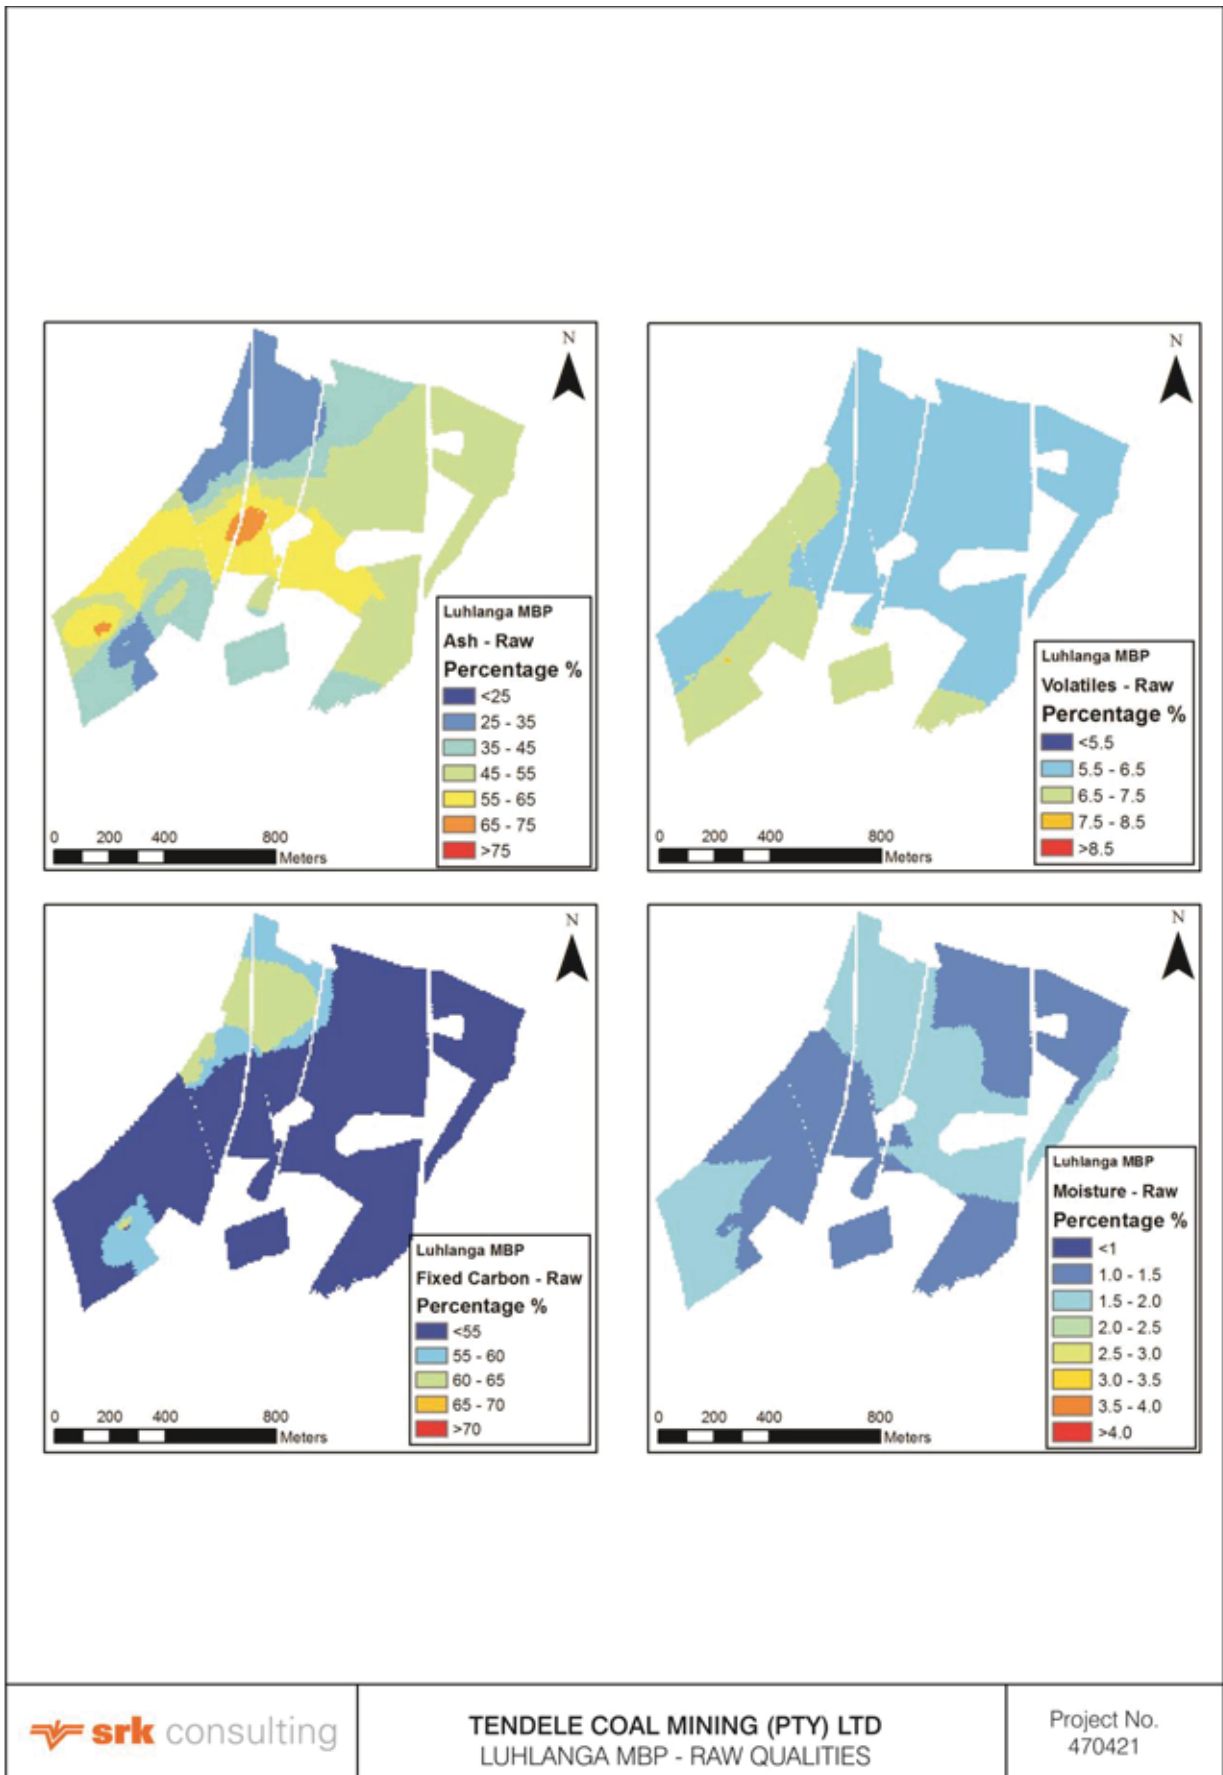 N
Luhlanga MBP
Ash - Raw
Percentage %
<25
25 - 35
35 - 45
45 - 55
55 - 65
65 - 75
>75
0 200 400 800
Meters
N
Luhlanga MBP
Volatiles - Raw
Percentage %
<5.5
5.5 - 6.5
6.5 - 7.5
7.5 - 8.5
>8.5
0 200 400 800
Meters
N
Luhlanga MBP
Fixed Carbon - Raw
Percentage %
<55
55 - 60
60 - 65
65 - 70
>70
0 200 400 800
Meters
N
Luhlanga MBP
Moisture - Raw
Percentage %
<1
1.0 - 1.5
1.5 - 2.0
2.0 - 2.5
2.5 - 3.0
3.0 - 3.5
3.5 - 4.0
>4.0
0 200 400 800
Meters
srk consulting
TENDELE COAL MINING (PTY) LTD
LUHLANGA MBP - RAW QUALITIES
Project No.
470421